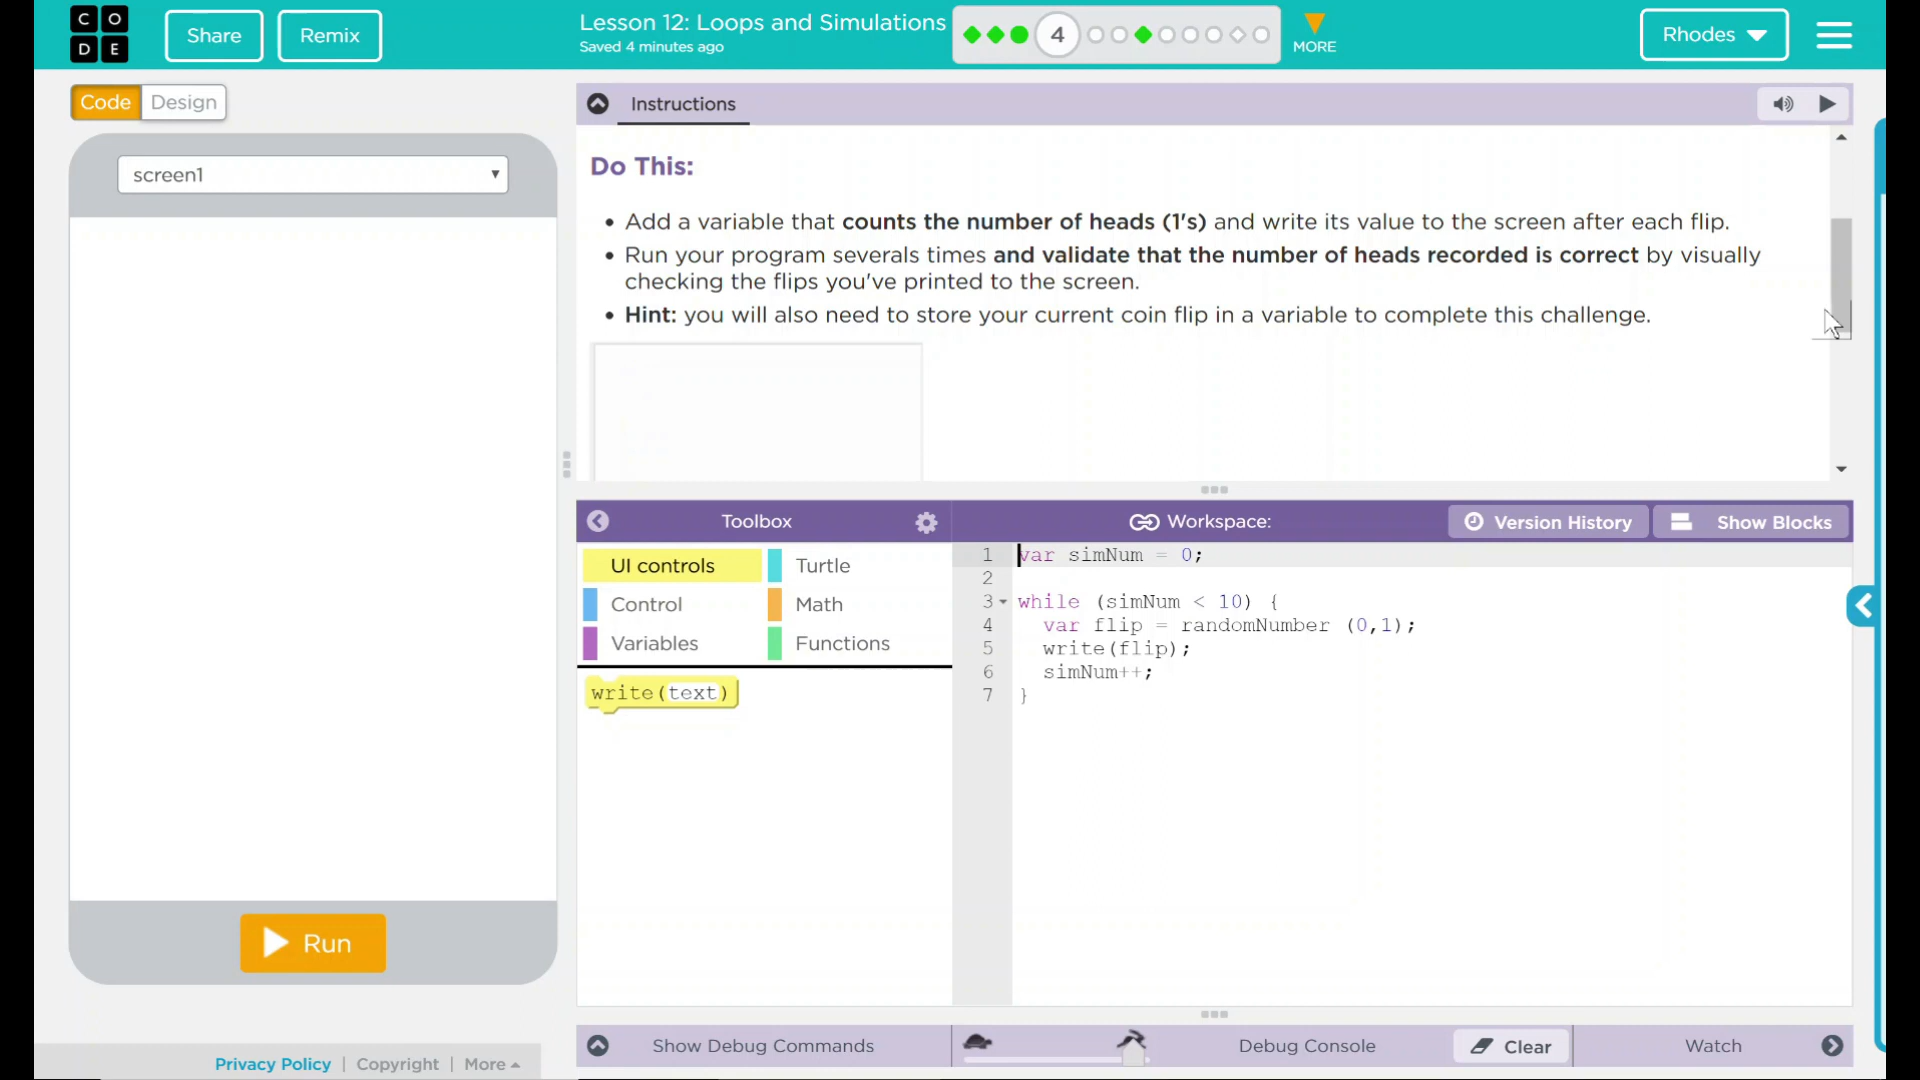 CODE
Share
Remix
Lesson 12: Loops and Simulations
Saved 4 minutes ago
4
MORE
Rhodes
Code
Design
screen1
Instructions
Do This:
Add a variable that counts the number of heads (1's) and write its value to the screen after each flip.
Run your program severals times and validate that the number of heads recorded is correct by visually
checking the flips you've printed to the screen.
Hint: you will also need to store your current coin flip in a variable to complete this challenge.
Toolbox
Workspace:
Version History
Show Blocks
UI controls
Turtle
Control
Math
Variables
Functions
write(text)
1 var simNum = 0;
2
3 while (simNum < 10) {
4 var flip = randomNumber (0,1);
5 write(flip);
6 simNum++;
7 }
Run
Show Debug Commands
Debug Console
Clear
Watch
Privacy Policy | Copyright | More